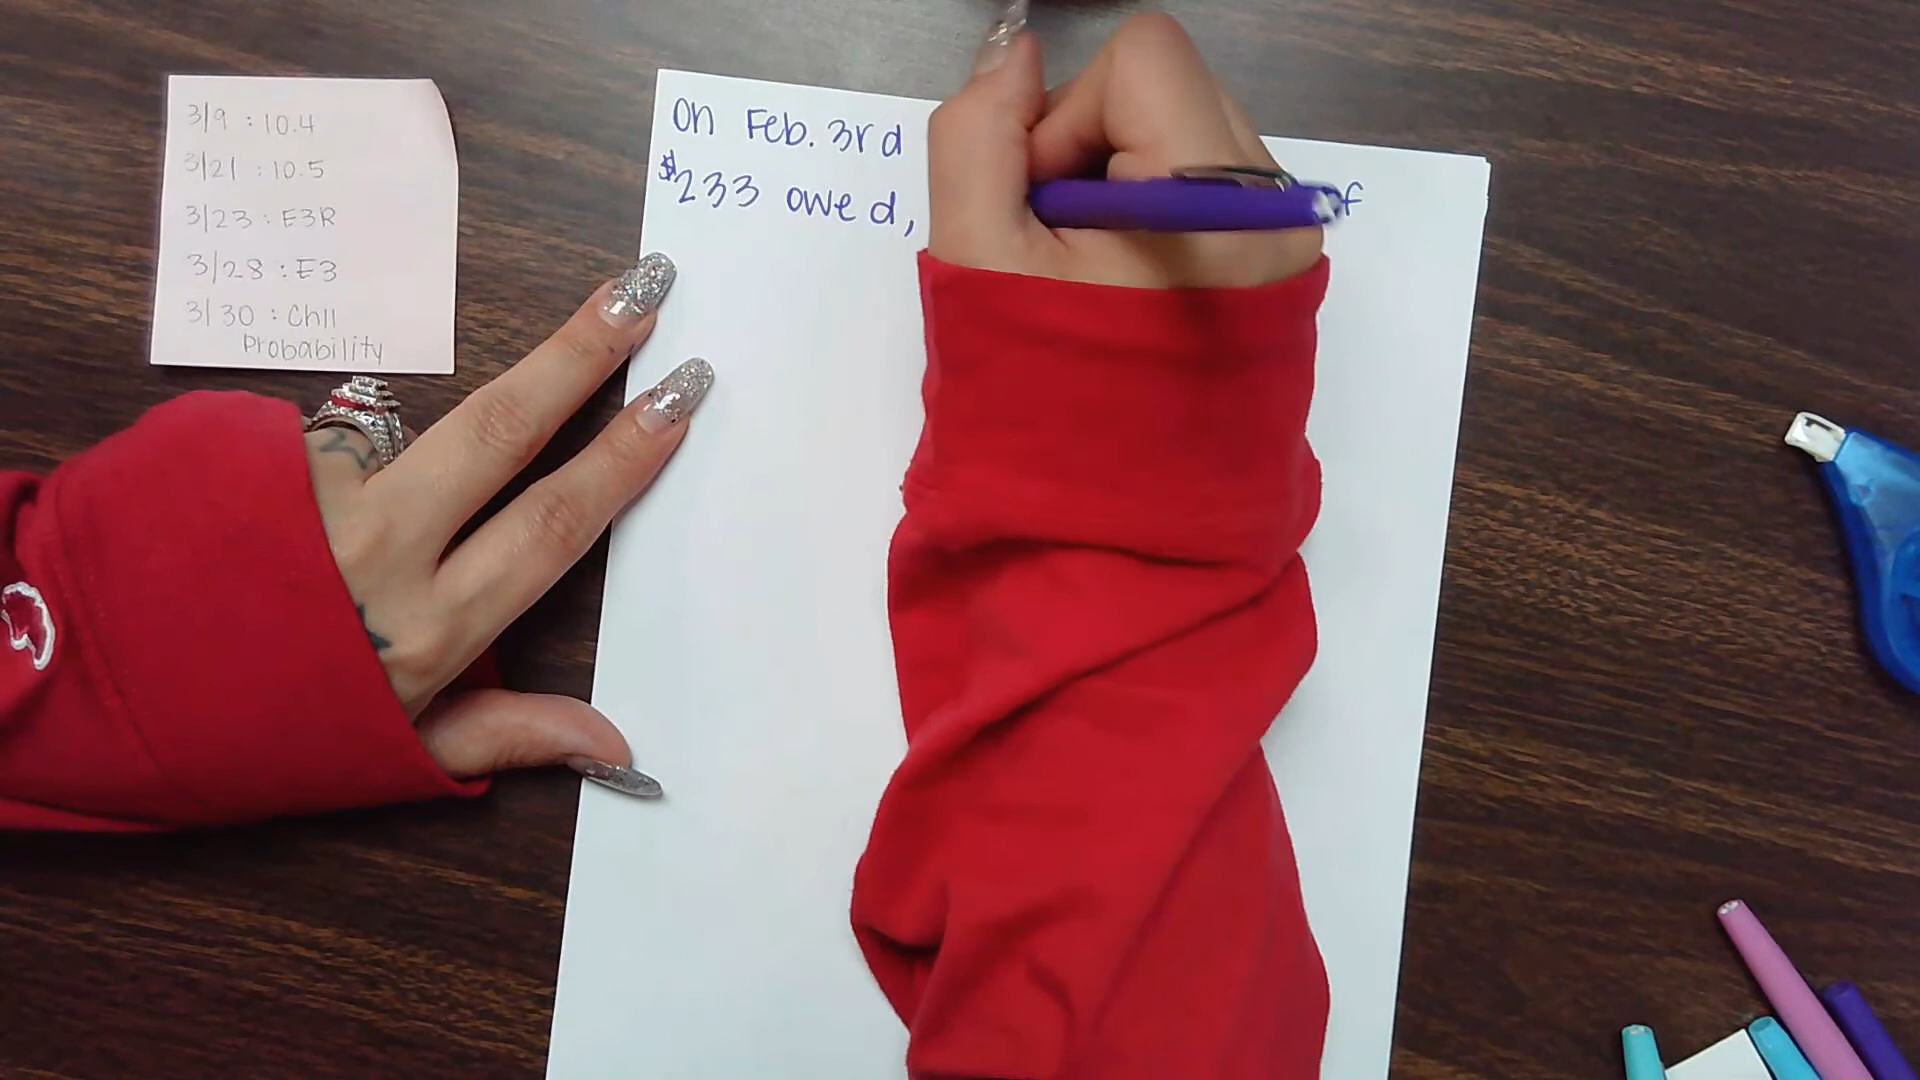 3/9 : 10.4
3/21 : 10.5
3/23 : E3R
3/28 : E3
3/30 : Ch11
Probability
On Feb. 3rd
$233 owed, of